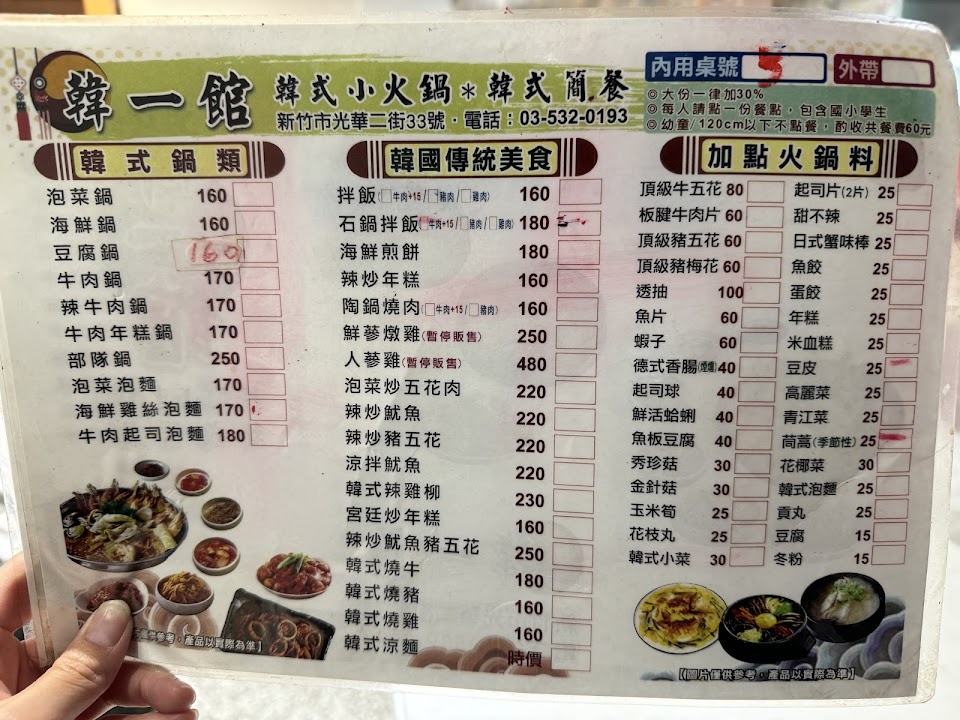 韓一館
韓式小火鍋*韓式簡餐
新竹市光華二街33號・電話：03-532-0193
內用桌號 5
外帶
◎大份一律加30%
◎每人請點一份餐點，包含國小學生
◎幼童/120cm以下不點餐，酌收共餐費60元
韓式鍋類
泡菜鍋 160
海鮮鍋 160
豆腐鍋 160
牛肉鍋 170
辣牛肉鍋 170
牛肉年糕鍋 170
部隊鍋 250
泡菜泡麵 170
海鮮雞絲泡麵 170
牛肉起司泡麵 180
韓國傳統美食
拌飯(□牛肉+15/□豬肉/□雞肉) 160
石鍋拌飯(□牛肉+15/□豬肉/□雞肉) 180
海鮮煎餅 180
辣炒年糕 160
陶鍋燒肉(□牛肉+15/□豬肉) 160
鮮蔘燉雞(暫停販售) 250
人蔘雞(暫停販售) 480
泡菜炒五花肉 220
辣炒魷魚 220
辣炒豬五花 220
涼拌魷魚 220
韓式辣雞柳 230
宮廷炒年糕 160
辣炒魷魚豬五花 250
韓式燒牛 180
韓式燒豬 160
韓式燒雞 160
韓式涼麵 時價
加點火鍋料
頂級牛五花 80
板腱牛肉片 60
頂級豬五花 60
頂級豬梅花 60
透抽 100
魚片 60
蝦子 60
德式香腸(煙燻) 40
起司球 40
鮮活蛤蜊 40
魚板豆腐 40
秀珍菇 30
金針菇 30
玉米筍 25
花枝丸 25
韓式小菜 30
起司片(2片) 25
甜不辣 25
日式蟹味棒 25
魚餃 25
蛋餃 25
年糕 25
米血糕 25
豆皮 25
高麗菜 25
青江菜 25
茼蒿(季節性) 25
花椰菜 30
韓式泡麵 25
貢丸 25
豆腐 15
冬粉 15
僅供參考，產品以實際為準】
【圖片僅供參考，產品以實際為準】